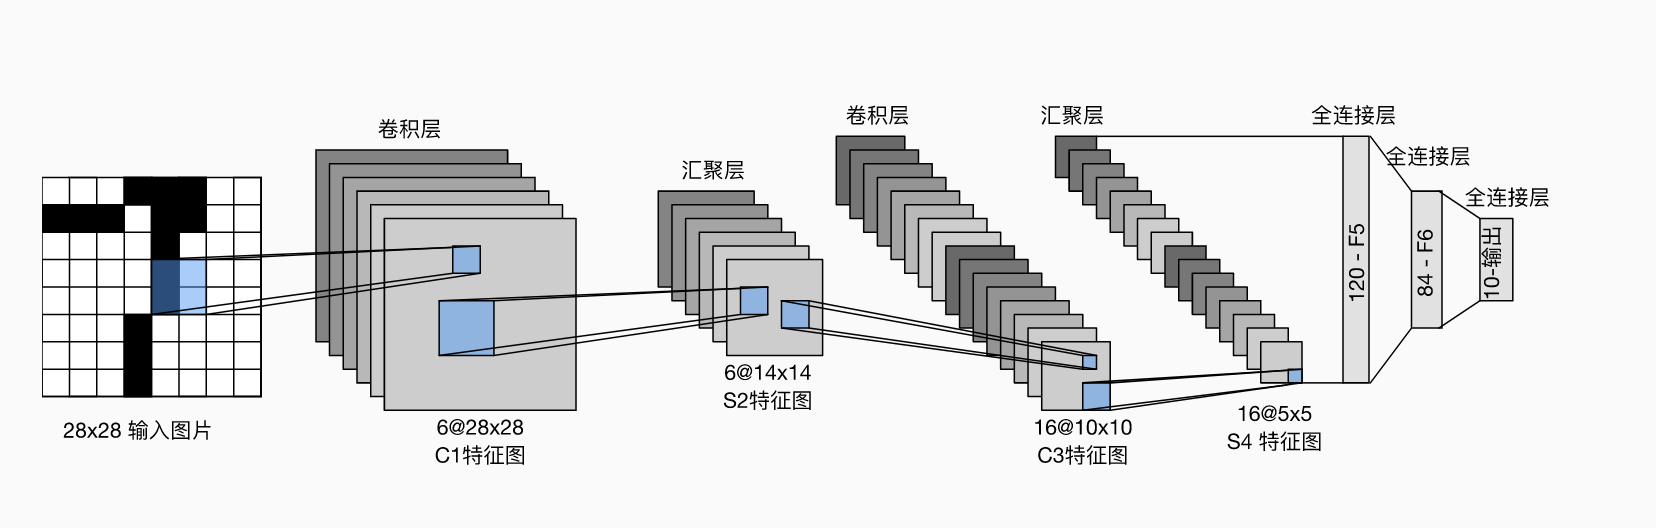 卷积层
汇聚层
卷积层
汇聚层
全连接层
全连接层
全连接层
120 - F5
84 - F6
10-输出
28x28 输入图片
6@28x28
C1特征图
6@14x14
S2特征图
16@10x10
C3特征图
16@5x5
S4 特征图